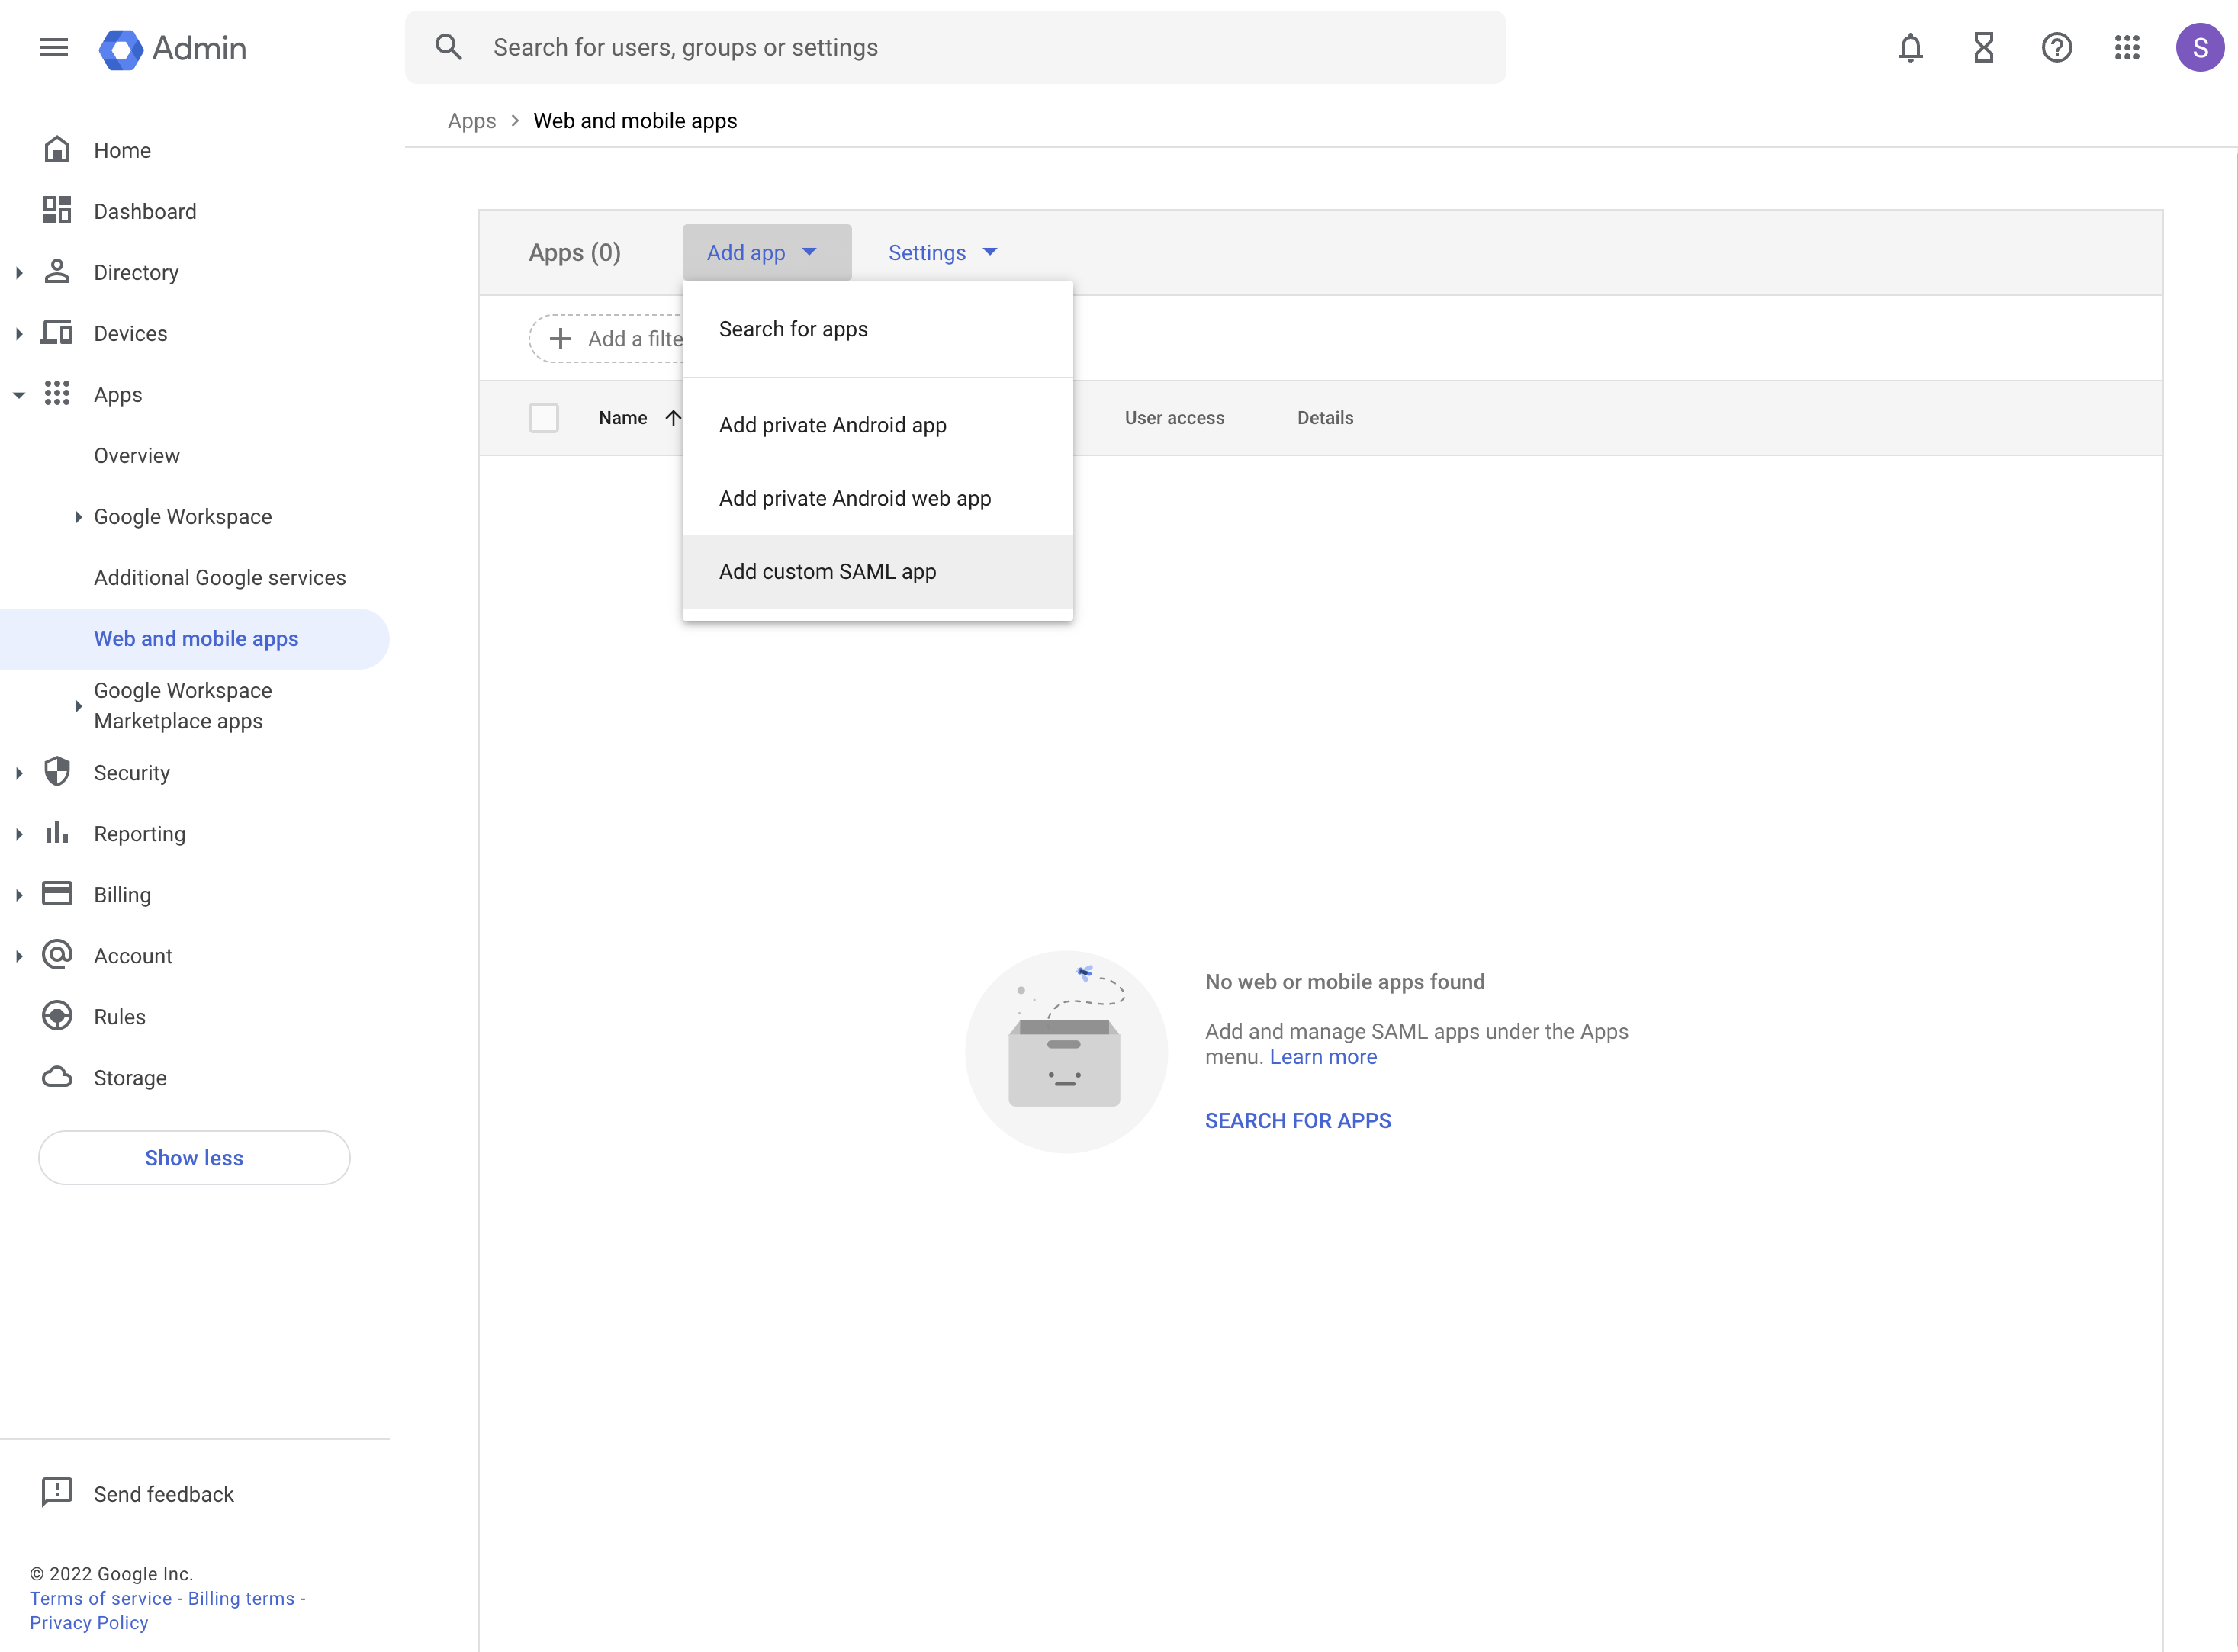 Admin
Search for users, groups or settings
S
Apps > Web and mobile apps
Home
Dashboard
Directory
Devices
Apps
Overview
Google Workspace
Additional Google services
Web and mobile apps
Google Workspace
Marketplace apps
Security
Reporting
Billing
Account
Rules
Storage
Show less
Send feedback
© 2022 Google Inc.
Terms of service - Billing terms -
Privacy Policy
Apps (0) Add app Settings
Search for apps
Add private Android app
Add private Android web app
Add custom SAML app
Add a filte
Name User access Details
No web or mobile apps found
Add and manage SAML apps under the Apps
menu. Learn more
SEARCH FOR APPS